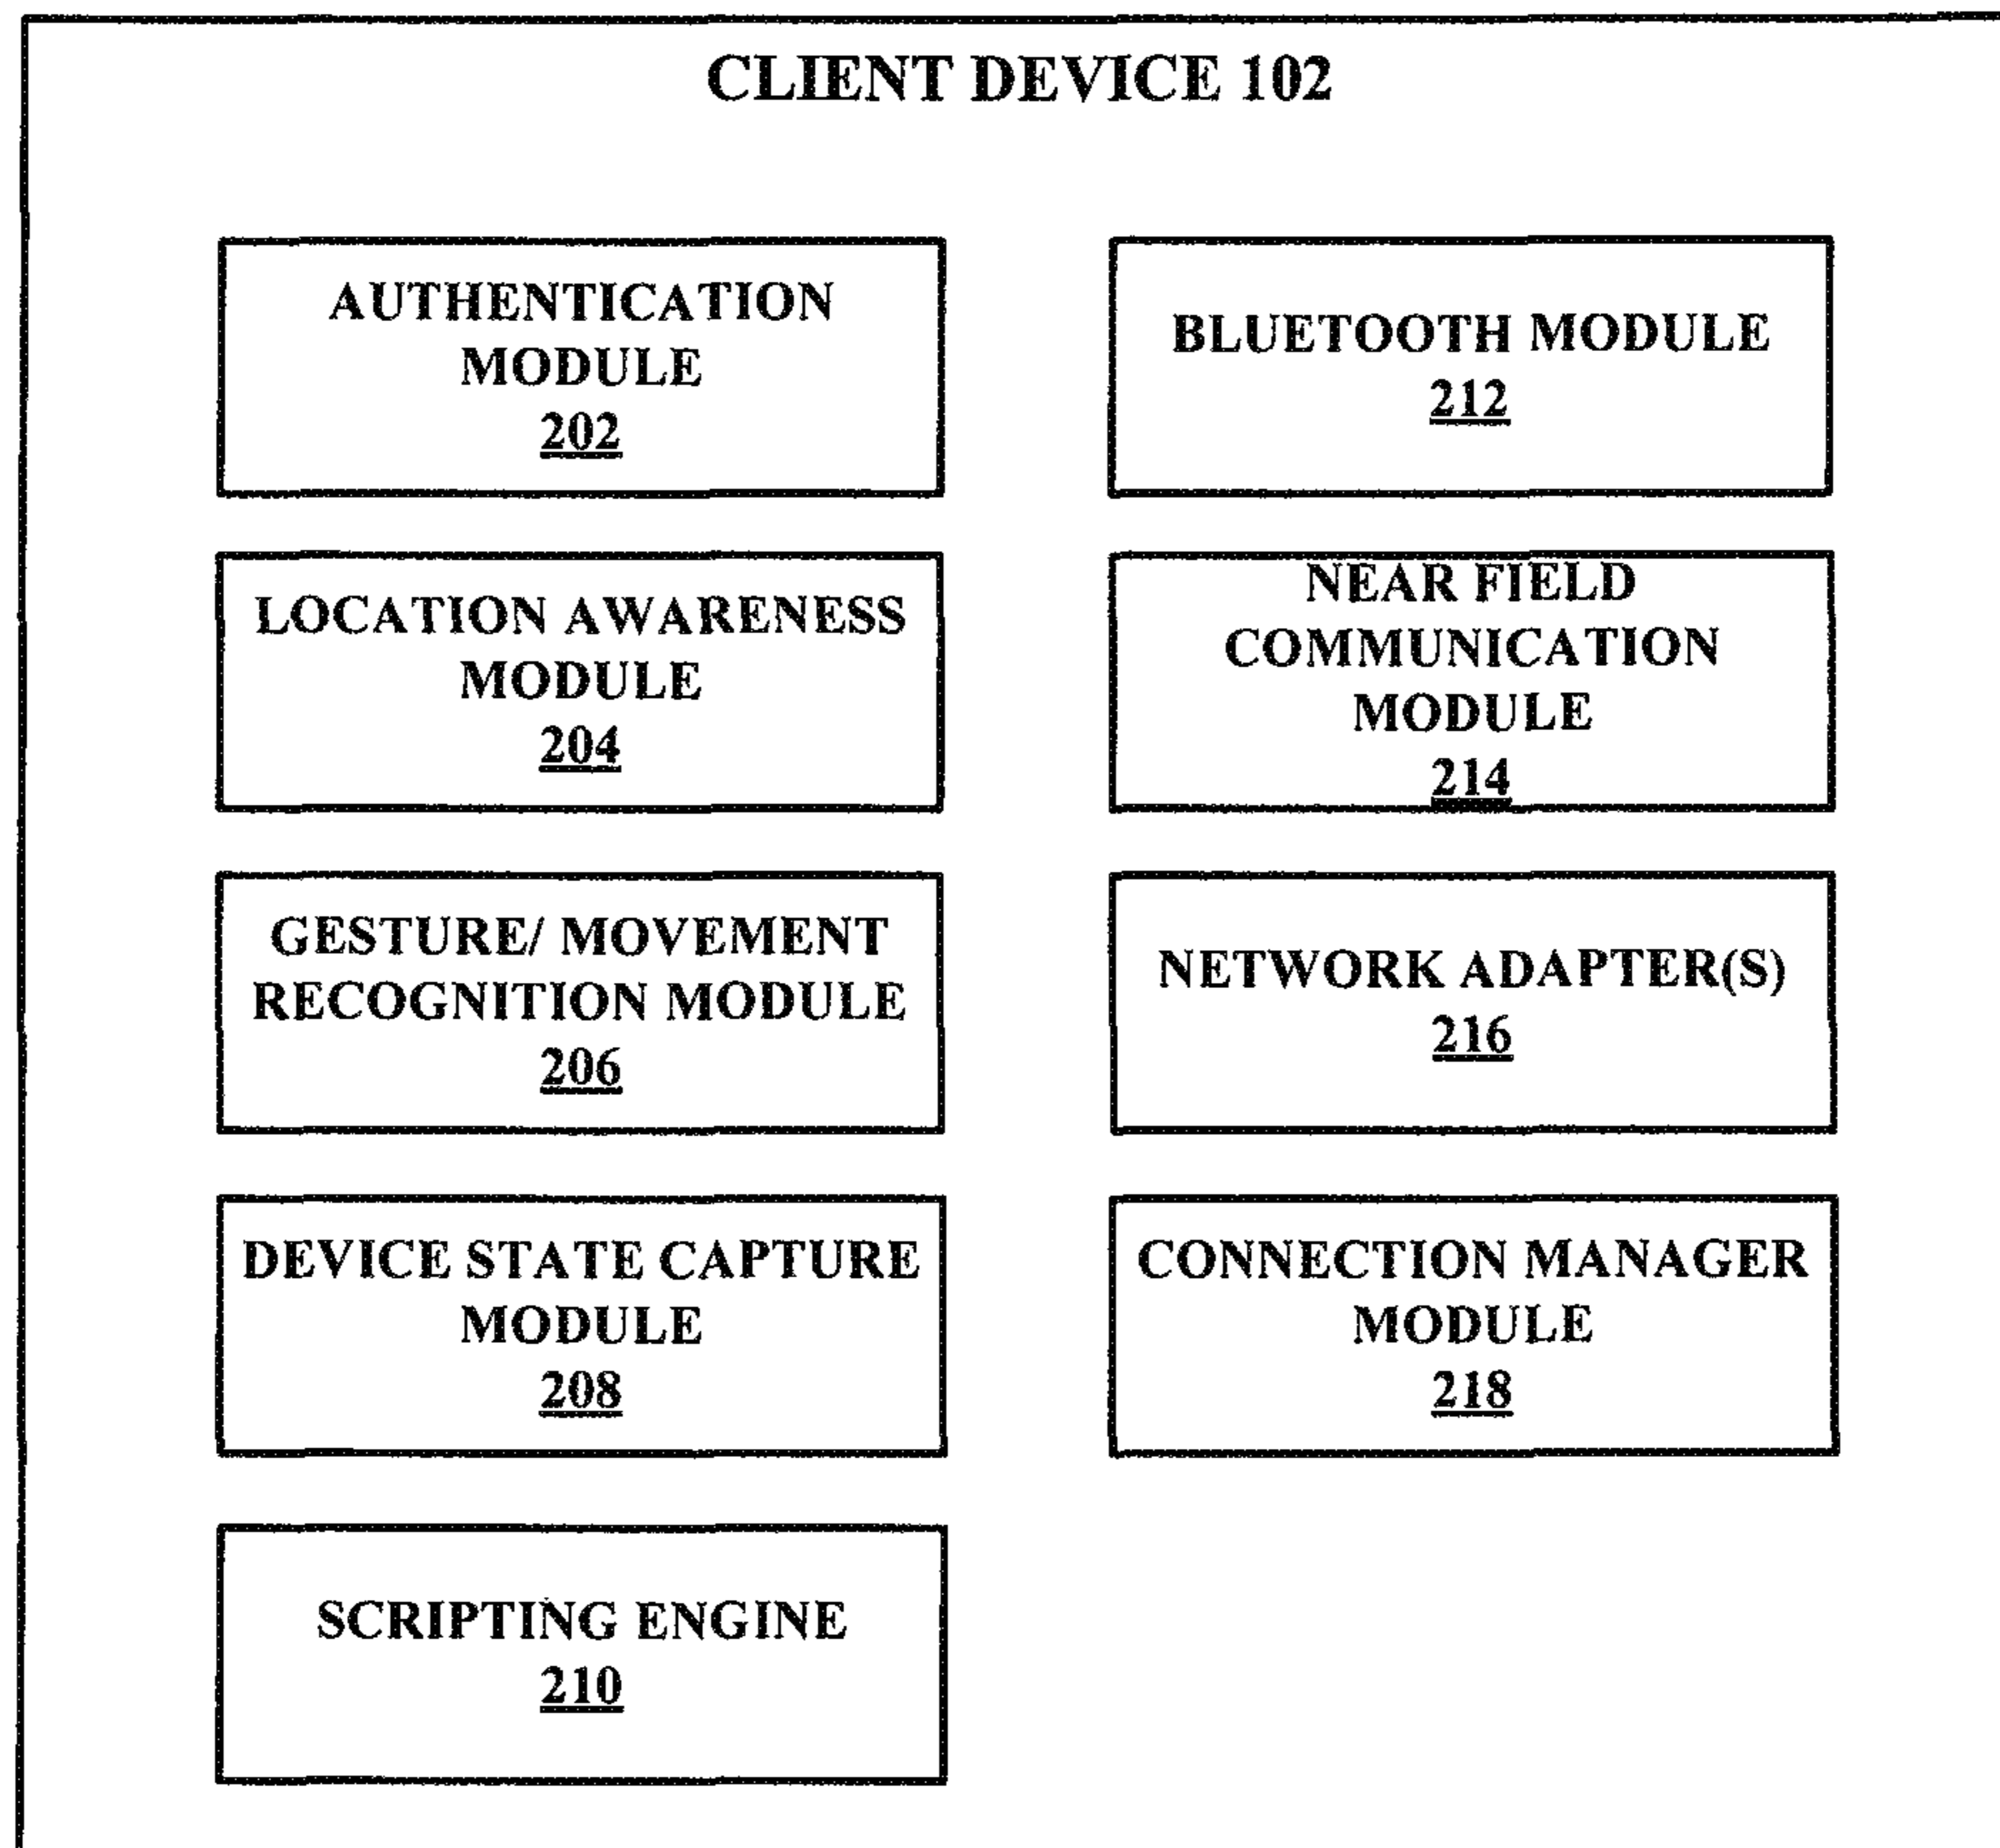 CLIENT DEVICE 102
AUTHENTICATION
MODULE
202
LOCATION AWARENESS
MODULE
204
GESTURE/ MOVEMENT
RECOGNITION MODULE
206
DEVICE STATE CAPTURE
MODULE
208
SCRIPTING ENGINE
210
BLUETOOTH MODULE
212
NEAR FIELD
COMMUNICATION
MODULE
214
NETWORK ADAPTER(S)
216
CONNECTION MANAGER
MODULE
218